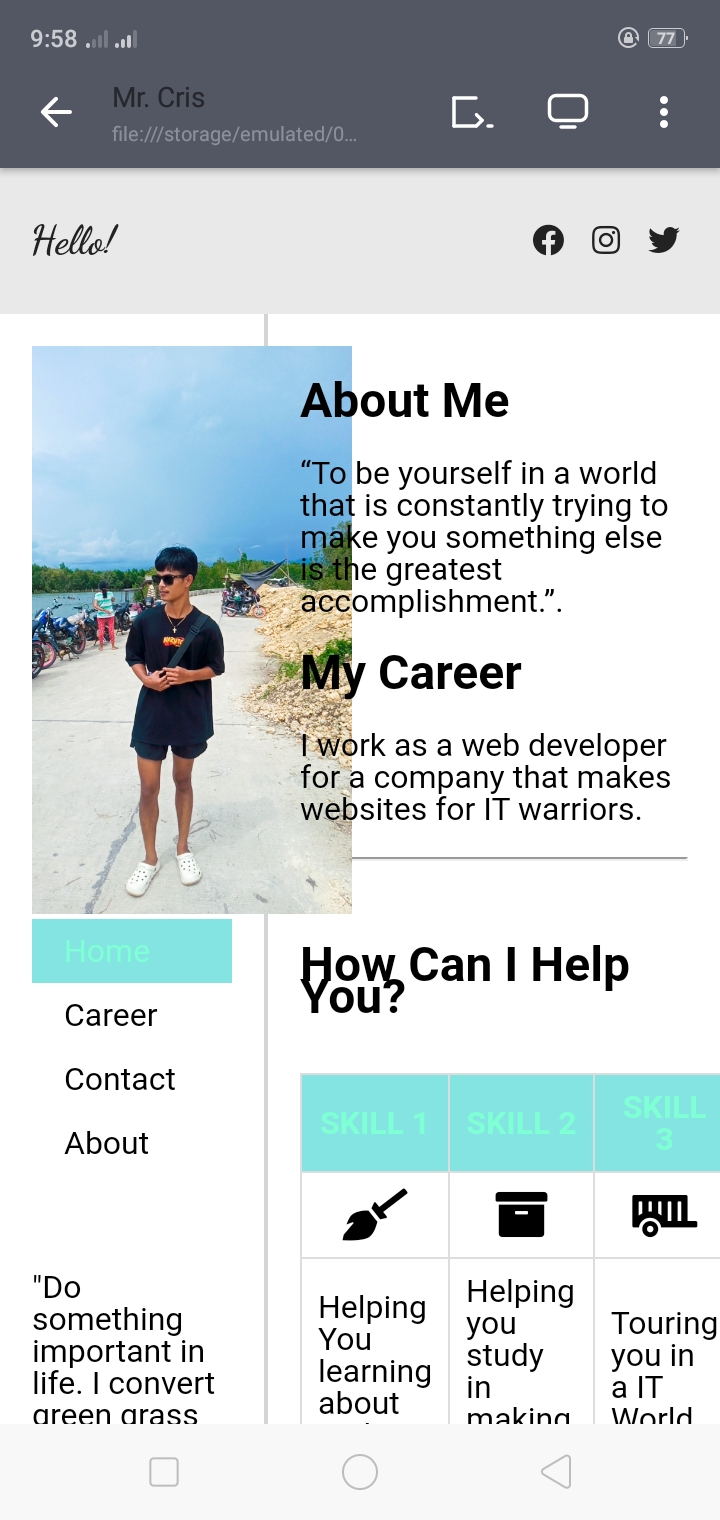 9:58
77
Mr. Cris
file:///storage/emulated/0...
Hello!
About Me
“To be yourself in a world
that is constantly trying to
make you something else
is the greatest
accomplishment.”.
My Career
I work as a web developer
for a company that makes
websites for IT warriors.
Home
Career
Contact
About
"Do
something
important in
life. I convert
green grass
How Can I Help
You?
SKILL 1
SKILL 2
SKILL
3
Helping
You
learning
about
Helping
you
study
in
making
Touring
you in
a IT
World